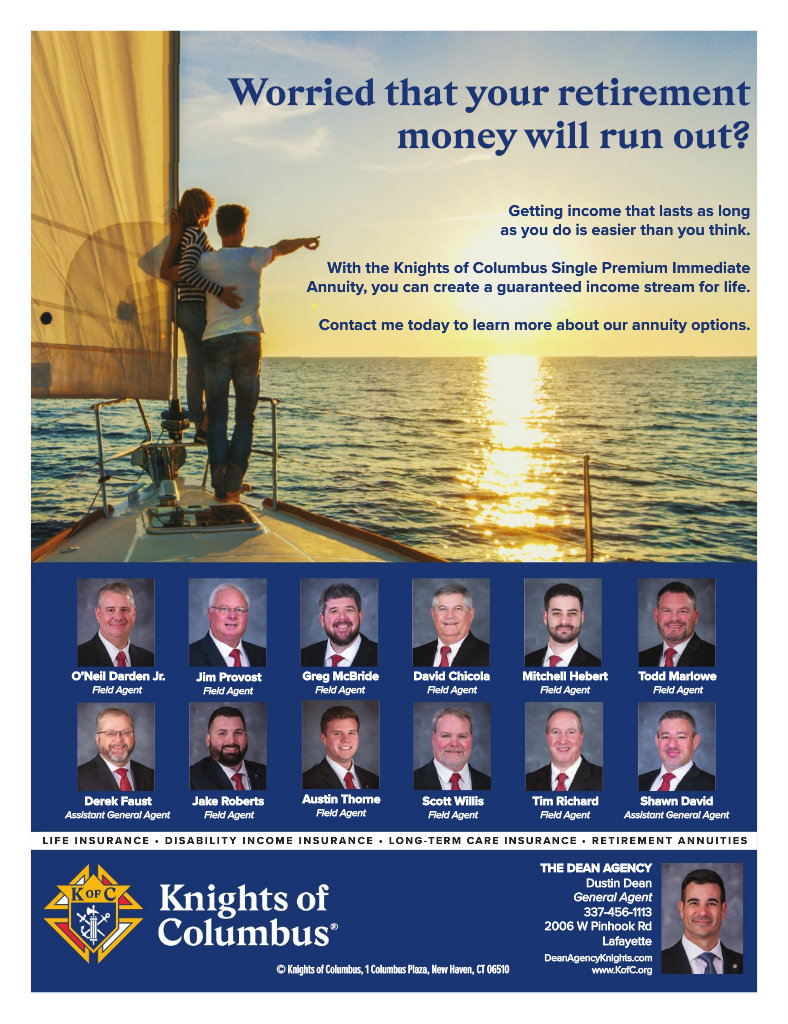 Worried that your retirement
money will run out?
Getting income that lasts as long
as you do is easier than you think.
With the Knights of Columbus Single Premium Immediate
Annuity, you can create a guaranteed income stream for life.
Contact me today to learn more about our annuity options.
O'Neil Darden Jr.
Field Agent
Jim Provost
Field Agent
Greg McBride
Field Agent
David Chicola
Field Agent
Mitchell Hebert
Field Agent
Todd Marlowe
Field Agent
Derek Faust
Assistant General Agent
Jake Roberts
Field Agent
Austin Thorne
Field Agent
Scott Willis
Field Agent
Tim Richard
Field Agent
Shawn David
Assistant General Agent
LIFE INSURANCE • DISABILITY INCOME INSURANCE • LONG-TERM CARE INSURANCE • RETIREMENT ANNUITIES
K OF C
Knights of
Columbus®
© Knights of Columbus, 1 Columbus Plaza, New Haven, CT 06510
THE DEAN AGENCY
Dustin Dean
General Agent
337-456-1113
2006 W Pinhook Rd
Lafayette
DeanAgencyKnights.com
www.KofC.org